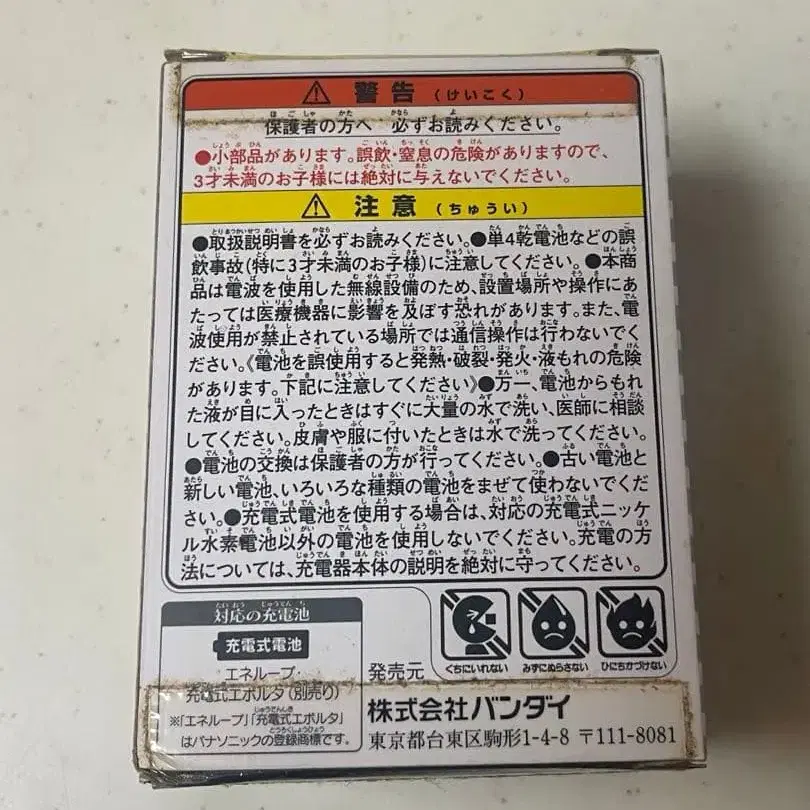 ⚠ 警告（けいこく）
保護者の方へ 必ずお読みください。
●小部品があります。誤飲・窒息の危険がありますので、
3才未満のお子様には絶対に与えないでください。
⚠ 注意（ちゅうい）
●取扱説明書を必ずお読みください。●単4乾電池などの誤
飲事故(特に3才未満のお子様)に注意してください。●本商
品は電波を使用した無線設備のため、設置場所や操作にあ
たっては医療機器に影響を及ぼす恐れがあります。また、電
波使用が禁止されている場所では通信操作は行わないでく
ださい。《電池を誤使用すると発熱・破裂・発火・液もれの危険
があります。下記に注意してください》●万一、電池からもれ
た液が目に入ったときはすぐに大量の水で洗い、医師に相談
してください。皮膚や服に付いたときは水で洗ってください。
●電池の交換は保護者の方が行ってください。●古い電池と
新しい電池、いろいろな種類の電池をまぜて使わないでくだ
さい。●充電式電池を使用する場合は、対応の充電式ニッケ
ル水素電池以外の電池を使用しないでください。充電の方
法については、充電器本体の説明を絶対に守ってください。
対応の充電池
充電式電池
エネループ・
充電式エボルタ(別売り)
※「エネループ」「充電式エボルタ」
はパナソニックの登録商標です。
くちにいれない
みずにぬらさない
ひにちかづけない
発売元
株式会社バンダイ
東京都台東区駒形1-4-8 〒111-8081